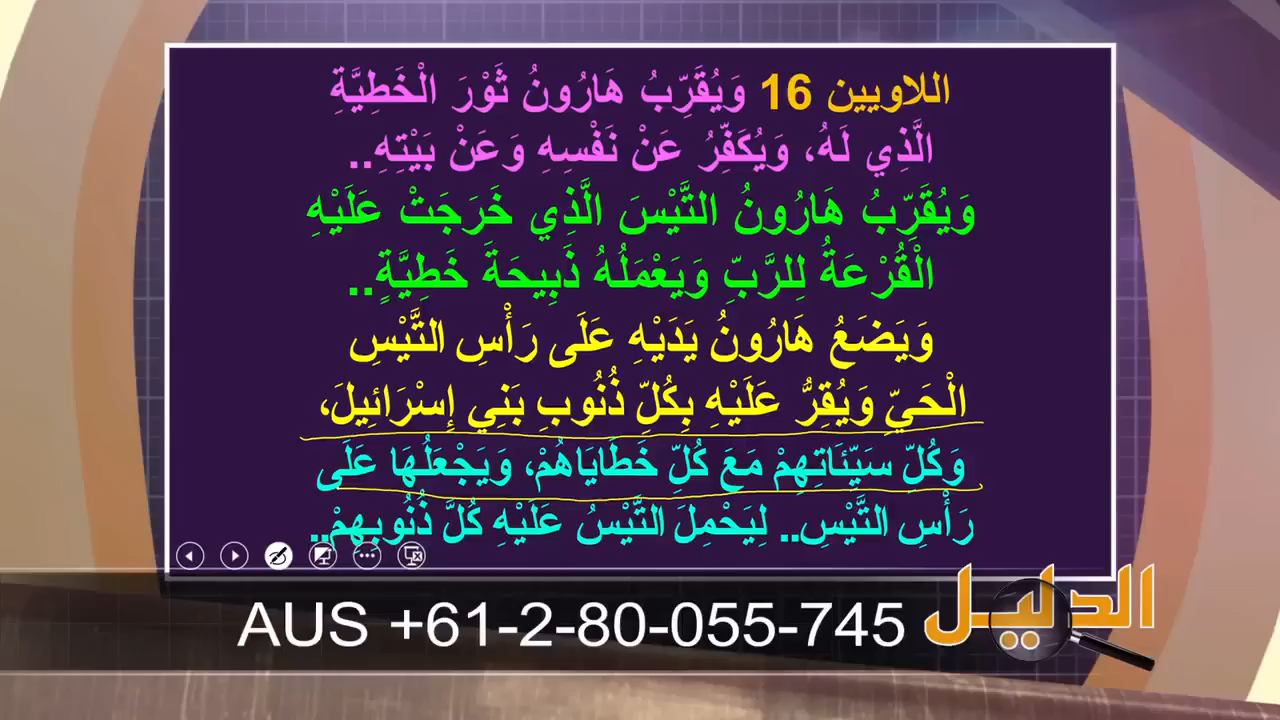 اللاويين 16 وَيُقَرِّبُ هَارُونُ ثَوْرَ الْخَطِيَّةِ
الَّذِي لَهُ، وَيُكَفِّرُ عَنْ نَفْسِهِ وَعَنْ بَيْتِهِ..
وَيُقَرِّبُ هَارُونُ التَّيْسَ الَّذِي خَرَجَتْ عَلَيْهِ
الْقُرْعَةُ لِلرَّبِّ وَيَعْمَلُهُ ذَبِيحَةَ خَطِيَّةٍ..
وَيَضَعُ هَارُونُ يَدَيْهِ عَلَى رَأْسِ التَّيْسِ
الْحَيِّ وَيُقِرُّ عَلَيْهِ بِكُلِّ ذُنُوبِ بَنِي إِسْرَائِيلَ،
وَكُلِّ سَيِّئَاتِهِمْ مَعَ كُلِّ خَطَايَاهُمْ، وَيَجْعَلُهَا عَلَى
رَأْسِ التَّيْسِ.. لِيَحْمِلَ التَّيْسُ عَلَيْهِ كُلَّ ذُنُوبِهِمْ..
AUS +61-2-80-055-745
الدليل